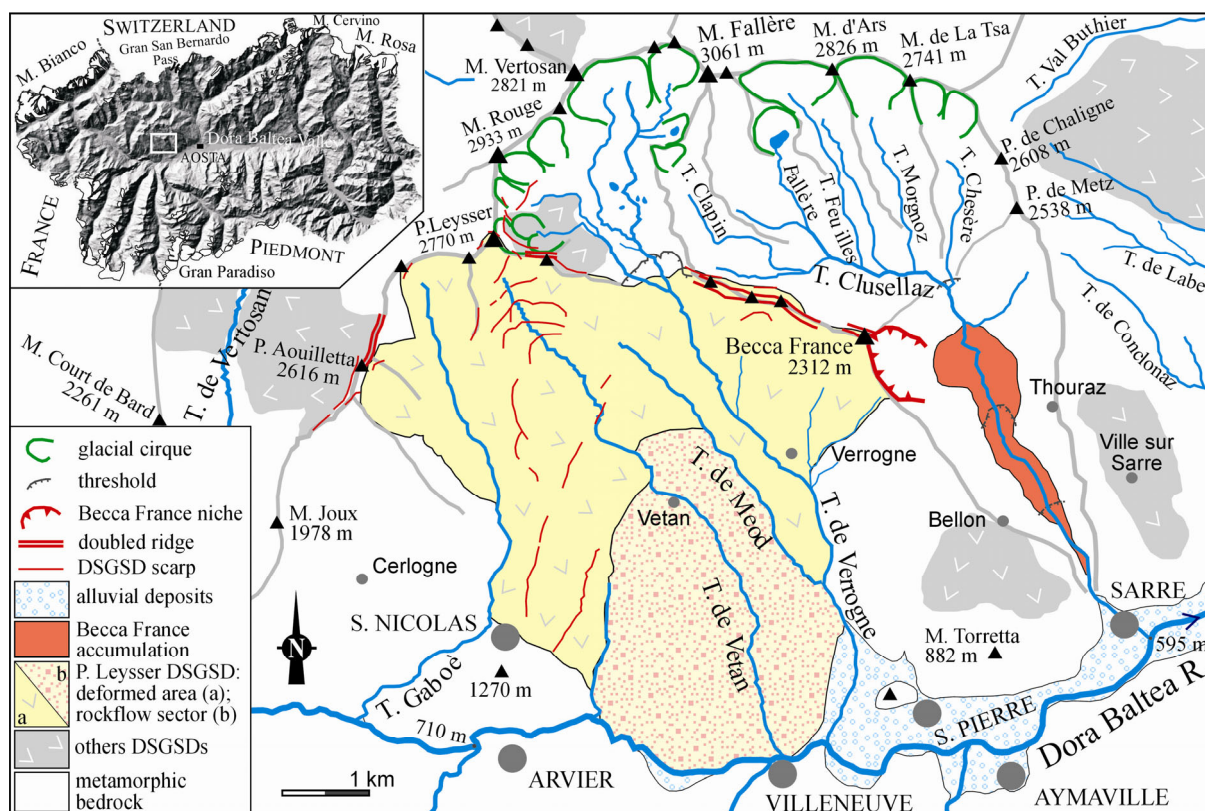 SWITZERLAND
M. Cervino
Gran San Bernardo
Pass
M. Rosa
M. Bianco
Dora Baltea Valley
AOSTA
FRANCE
PIEDMONT
Gran Paradiso
M. Fallère
3061 m
M. d'Ars
2826 m
M. de La Tsa
2741 m
T. Val Buthier
M. Vertosan
2821 m
M. Rouge
2933 m
P. de Chaligne
2608 m
P. de Metz
2538 m
T. Clapin
Fallère
T. Feuilles
T. Morgnoz
T. Chessere
P.Leysser
2770 m
T. de Labe
T. Clusellaz
T. de Conclonaz
T. de Vertosan
P. Aouilletta
2616 m
Becca France
2312 m
M. Court de Bard
2261 m
Thouraz
Ville sur
Sarre
Verrogne
Vetan
T. de Meod
T. de Verrogne
Bellon
M. Joux
1978 m
Cerlogne
S. NICOLAS
T. de Vetan
SARRE
M. Torretta
882 m
595 m
T. Gaboè
1270 m
S. PIERRE
Dora Baltea R.
710 m
ARVIER
VILLENEUVE
AYMAVILLE
1 km
N
glacial cirque
threshold
Becca France niche
doubled ridge
DSGSD scarp
alluvial deposits
Becca France
accumulation
a
b
P. Leysser DSGSD:
deformed area (a);
rockflow sector (b)
others DSGSDs
metamorphic
bedrock